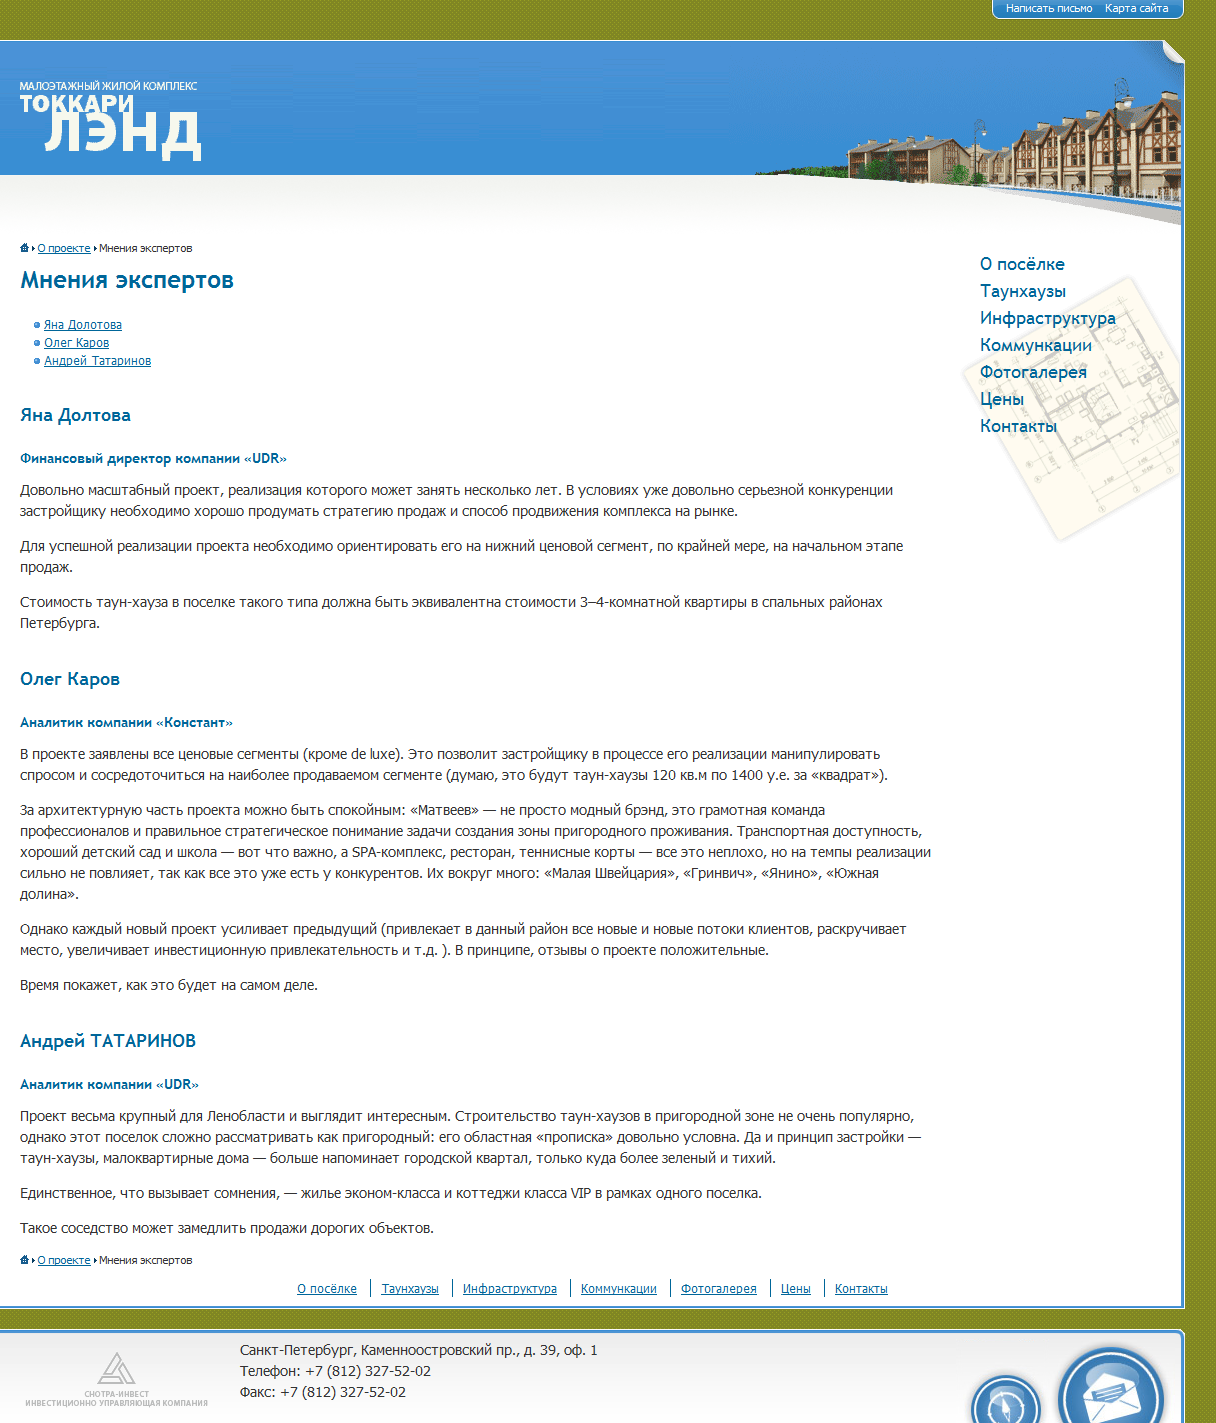 Написать письмо Карта сайта
МАЛОЭТАЖНЫЙ ЖИЛОЙ КОМПЛЕКС
ТОККАРИ
ЛЭНД
О проекте Мнения экспертов
Мнения экспертов
Яна Долотова
Олег Каров
Андрей Татаринов
О посёлке
Таунхаузы
Инфраструктура
Коммункации
Фотогалерея
Цены
Контакты
Яна Долтова
Финансовый директор компании «UDR»
Довольно масштабный проект, реализация которого может занять несколько лет. В условиях уже довольно серьезной конкуренции
застройщику необходимо хорошо продумать стратегию продаж и способ продвижения комплекса на рынке.
Для успешной реализации проекта необходимо ориентировать его на нижний ценовой сегмент, по крайней мере, на начальном этапе
продаж.
Стоимость таун-хауза в поселке такого типа должна быть эквивалентна стоимости 3–4-комнатной квартиры в спальных районах
Петербурга.
Олег Каров
Аналитик компании «Констант»
В проекте заявлены все ценовые сегменты (кроме de luxe). Это позволит застройщику в процессе его реализации манипулировать
спросом и сосредоточиться на наиболее продаваемом сегменте (думаю, это будут таун-хаузы 120 кв.м по 1400 у.е. за «квадрат»).
За архитектурную часть проекта можно быть спокойным: «Матвеев» — не просто модный брэнд, это грамотная команда
профессионалов и правильное стратегическое понимание задачи создания зоны пригородного проживания. Транспортная доступность,
хороший детский сад и школа — вот что важно, а SPA-комплекс, ресторан, теннисные корты — все это неплохо, но на темпы реализации
сильно не повлияет, так как все это уже есть у конкурентов. Их вокруг много: «Малая Швейцария», «Гринвич», «Янино», «Южная
долина».
Однако каждый новый проект усиливает предыдущий (привлекает в данный район все новые и новые потоки клиентов, раскручивает
место, увеличивает инвестиционную привлекательность и т.д. ). В принципе, отзывы о проекте положительные.
Время покажет, как это будет на самом деле.
Андрей ТАТАРИНОВ
Аналитик компании «UDR»
Проект весьма крупный для Ленобласти и выглядит интересным. Строительство таун-хаузов в пригородной зоне не очень популярно,
однако этот поселок сложно рассматривать как пригородный: его областная «прописка» довольно условна. Да и принцип застройки —
таун-хаузы, малоквартирные дома — больше напоминает городской квартал, только куда более зеленый и тихий.
Единственное, что вызывает сомнения, — жилье эконом-класса и коттеджи класса VIP в рамках одного поселка.
Такое соседство может замедлить продажи дорогих объектов.
О проекте Мнения экспертов
О посёлке Таунхаузы Инфраструктура Коммункации Фотогалерея Цены Контакты
Санкт-Петербург, Каменноостровский пр., д. 39, оф. 1
Телефон: +7 (812) 327-52-02
Факс: +7 (812) 327-52-02
СНОТРА-ИНВЕСТ
ИНВЕСТИЦИОННО УПРАВЛЯЮЩАЯ КОМПАНИЯ